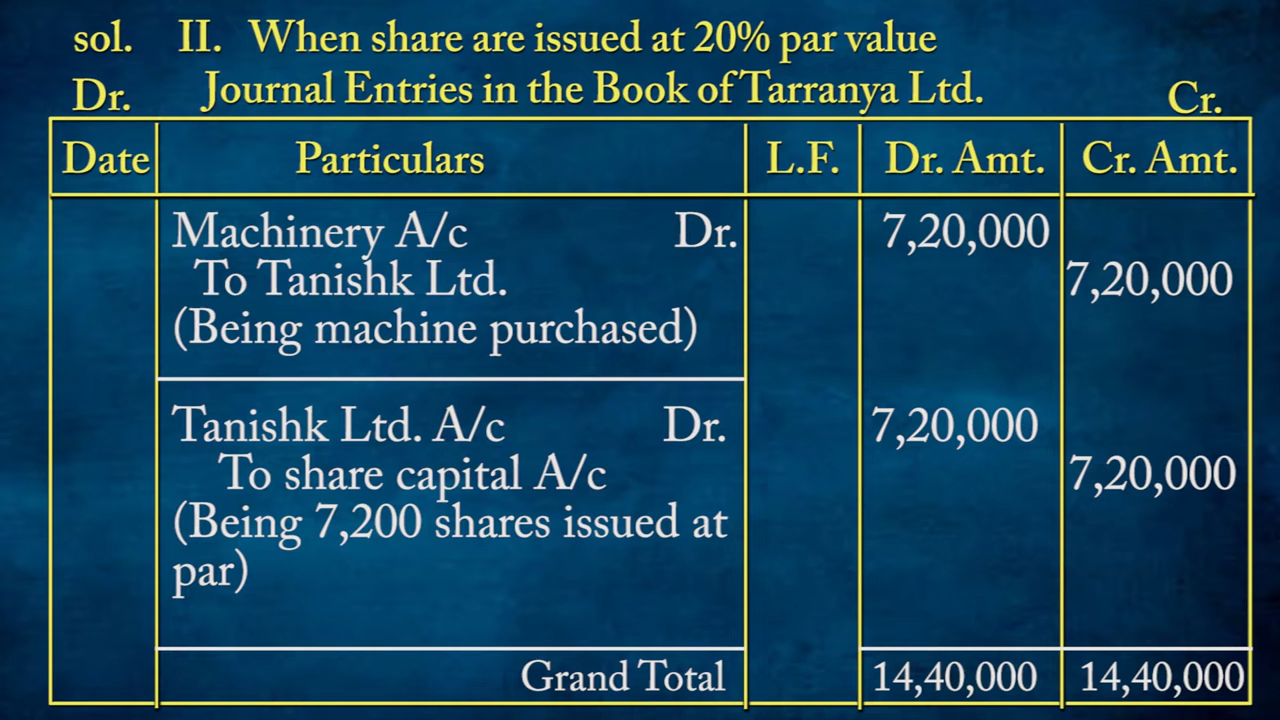 sol. II. When share are issued at 20% par value
Dr. Journal Entries in the Book of Tarranya Ltd. Cr.
Date Particulars L.F. Dr. Amt. Cr. Amt.
Machinery A/c Dr. 7,20,000
To Tanishk Ltd. 7,20,000
(Being machine purchased)
Tanishk Ltd. A/c Dr. 7,20,000
To share capital A/c 7,20,000
(Being 7,200 shares issued at
par)
Grand Total 14,40,000 14,40,000